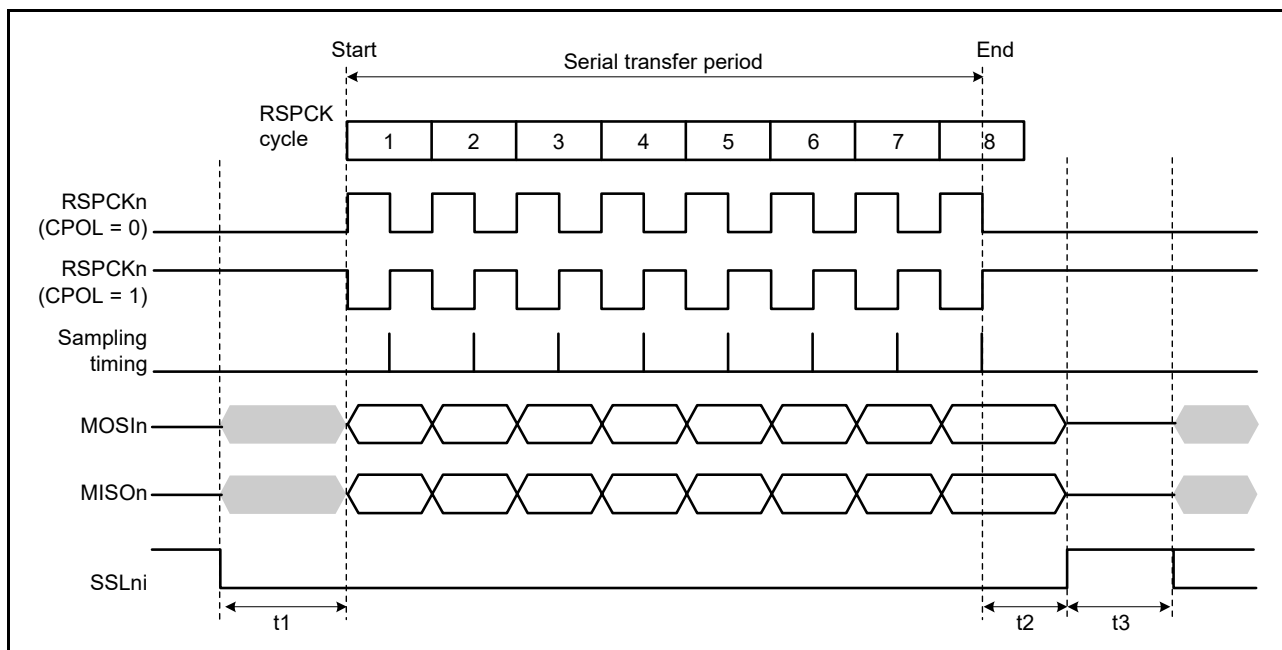 Start
End
Serial transfer period
RSPCK
cycle
1 2 3 4 5 6 7 8
RSPCKn
(CPOL = 0)
RSPCKn
(CPOL = 1)
Sampling
timing
MOSIn
MISOn
SSLni
t1
t2
t3